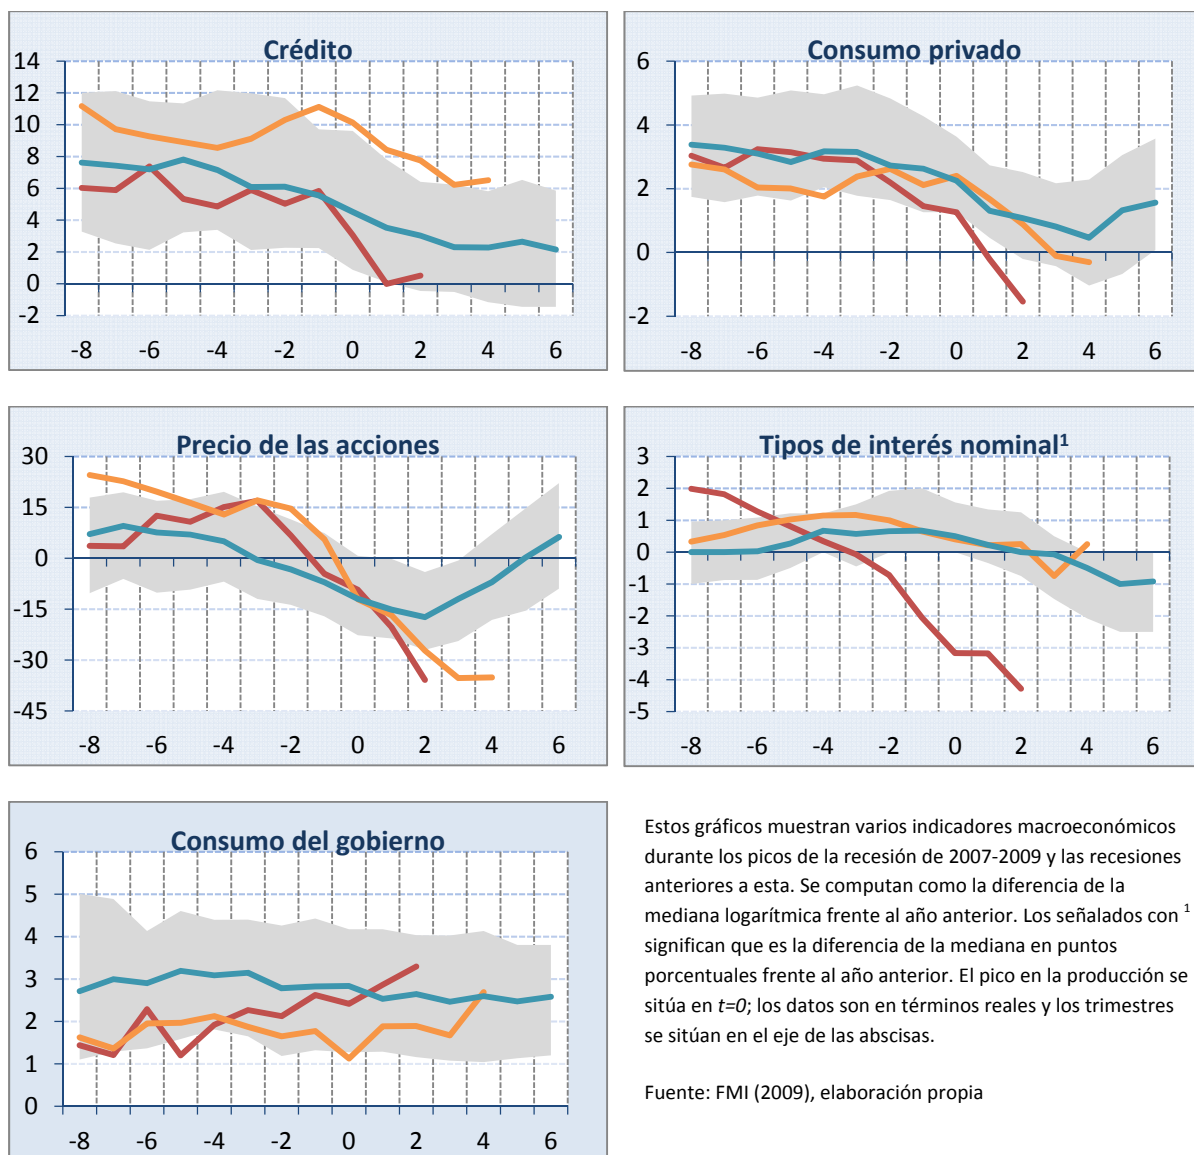 Crédito
14
12
10
8
6
4
2
0
-2
-8 -6 -4 -2 0 2 4 6
Consumo privado
6
4
2
0
-2
-8 -6 -4 -2 0 2 4 6
Precio de las acciones
30
15
0
-15
-30
-45
-8 -6 -4 -2 0 2 4 6
Tipos de interés nominal¹
3
2
1
0
-1
-2
-3
-4
-5
-8 -6 -4 -2 0 2 4 6
Consumo del gobierno
6
5
4
3
2
1
0
-8 -6 -4 -2 0 2 4 6
Estos gráficos muestran varios indicadores macroeconómicos
durante los picos de la recesión de 2007-2009 y las recesiones
anteriores a esta. Se computan como la diferencia de la
mediana logarítmica frente al año anterior. Los señalados con ¹
significan que es la diferencia de la mediana en puntos
porcentuales frente al año anterior. El pico en la producción se
sitúa en t=0; los datos son en términos reales y los trimestres
se sitúan en el eje de las abscisas.
Fuente: FMI (2009), elaboración propia